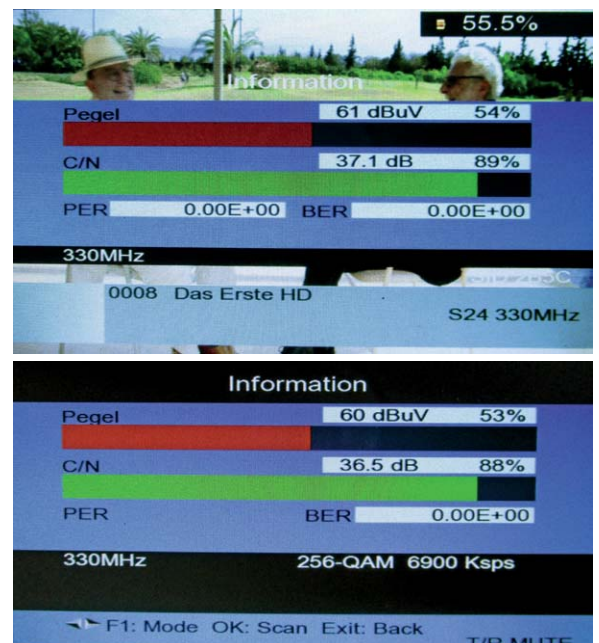 55.5%
Information
Pegel 61 dBuV 54%
C/N 37.1 dB 89%
PER 0.00E+00 BER 0.00E+00
330MHz
SID 283C
0008 Das Erste HD
S24 330MHz
Information
Pegel 60 dBuV 53%
C/N 36.5 dB 88%
PER BER 0.00E+00
330MHz 256-QAM 6900 Ksps
F1: Mode OK: Scan Exit: Back
T/R MUTE